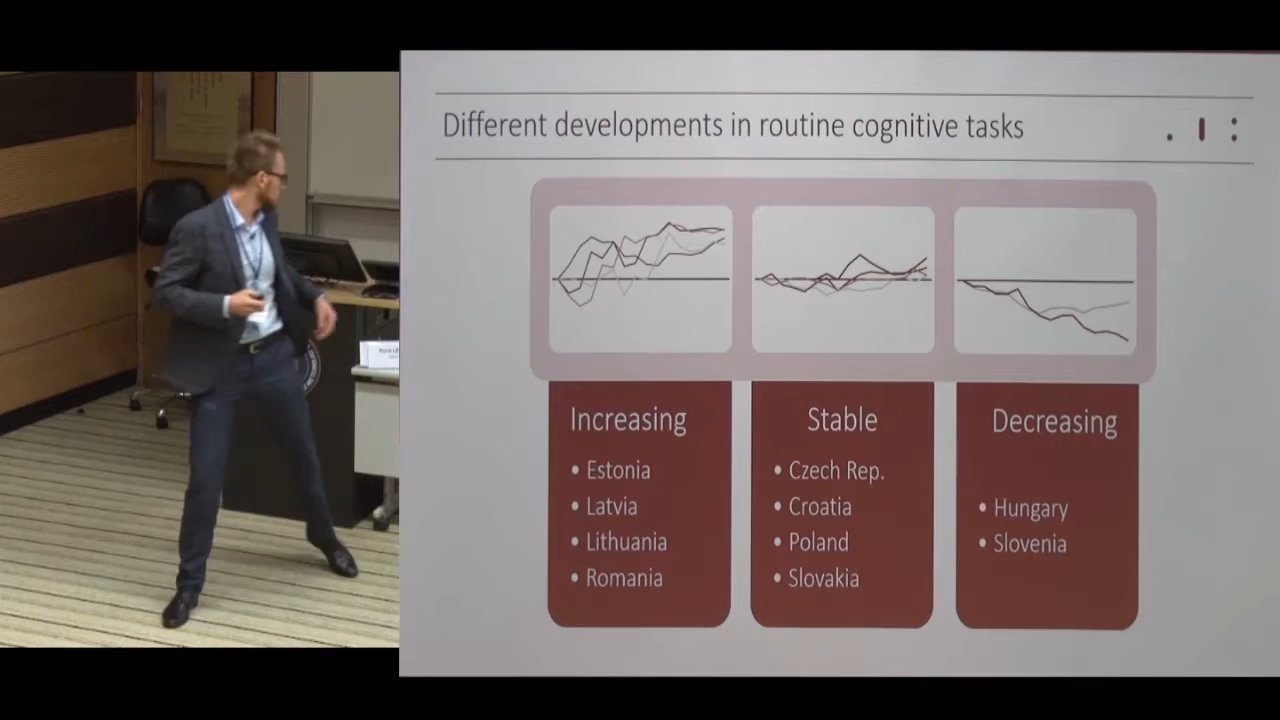 Different developments in routine cognitive tasks
Increasing
• Estonia
• Latvia
• Lithuania
• Romania
Stable
• Czech Rep.
• Croatia
• Poland
• Slovakia
Decreasing
• Hungary
• Slovenia